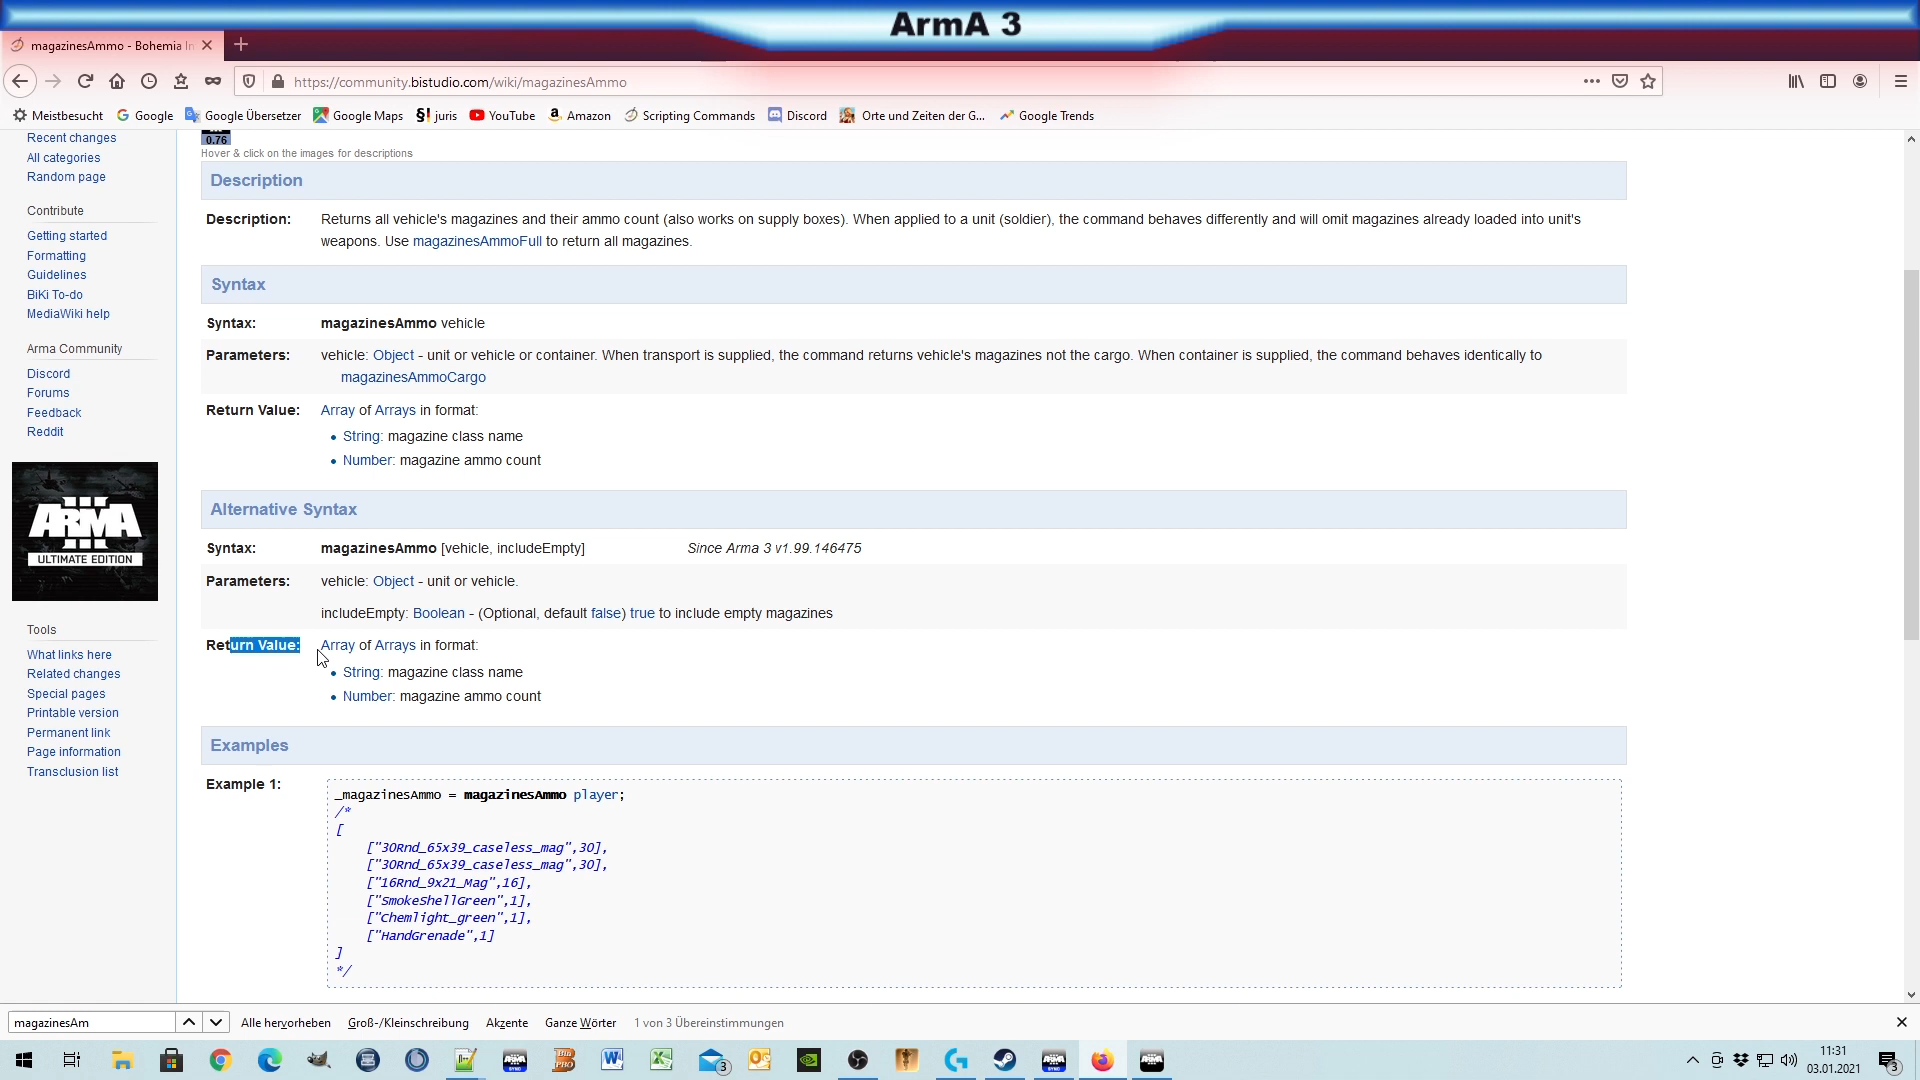 ArmA 3
magazinesAmmo - Bohemia In
https://community.bistudio.com/wiki/magazinesAmmo
Meistbesucht Google Google Übersetzer Google Maps §! juris YouTube Amazon Scripting Commands Discord Orte und Zeiten der G... Google Trends
Recent changes
All categories
Random page
Contribute
Getting started
Formatting
Guidelines
BiKi To-do
MediaWiki help
Arma Community
Discord
Forums
Feedback
Reddit
ARMA
III
ULTIMATE EDITION
Tools
What links here
Related changes
Special pages
Printable version
Permanent link
Page information
Transclusion list
0.76
Hover & click on the images for descriptions
Description
Description: Returns all vehicle's magazines and their ammo count (also works on supply boxes). When applied to a unit (soldier), the command behaves differently and will omit magazines already loaded into unit's
weapons. Use magazinesAmmoFull to return all magazines.
Syntax
Syntax: magazinesAmmo vehicle
Parameters: vehicle: Object - unit or vehicle or container. When transport is supplied, the command returns vehicle's magazines not the cargo. When container is supplied, the command behaves identically to
magazinesAmmoCargo
Return Value: Array of Arrays in format:
• String: magazine class name
• Number: magazine ammo count
Alternative Syntax
Syntax: magazinesAmmo [vehicle, includeEmpty] Since Arma 3 v1.99.146475
Parameters: vehicle: Object - unit or vehicle.
includeEmpty: Boolean - (Optional, default false) true to include empty magazines
Return Value: Array of Arrays in format:
• String: magazine class name
• Number: magazine ammo count
Examples
Example 1:
_magazinesAmmo = magazinesAmmo player;
/*
[
["30Rnd_65x39_caseless_mag",30],
["30Rnd_65x39_caseless_mag",30],
["16Rnd_9x21_Mag",16],
["SmokeShellGreen",1],
["Chemlight_green",1],
["HandGrenade",1]
]
*/
magazinesAm Alle hervorheben Groß-/Kleinschreibung Akzente Ganze Wörter 1 von 3 Übereinstimmungen
11:31
03.01.2021
3
3